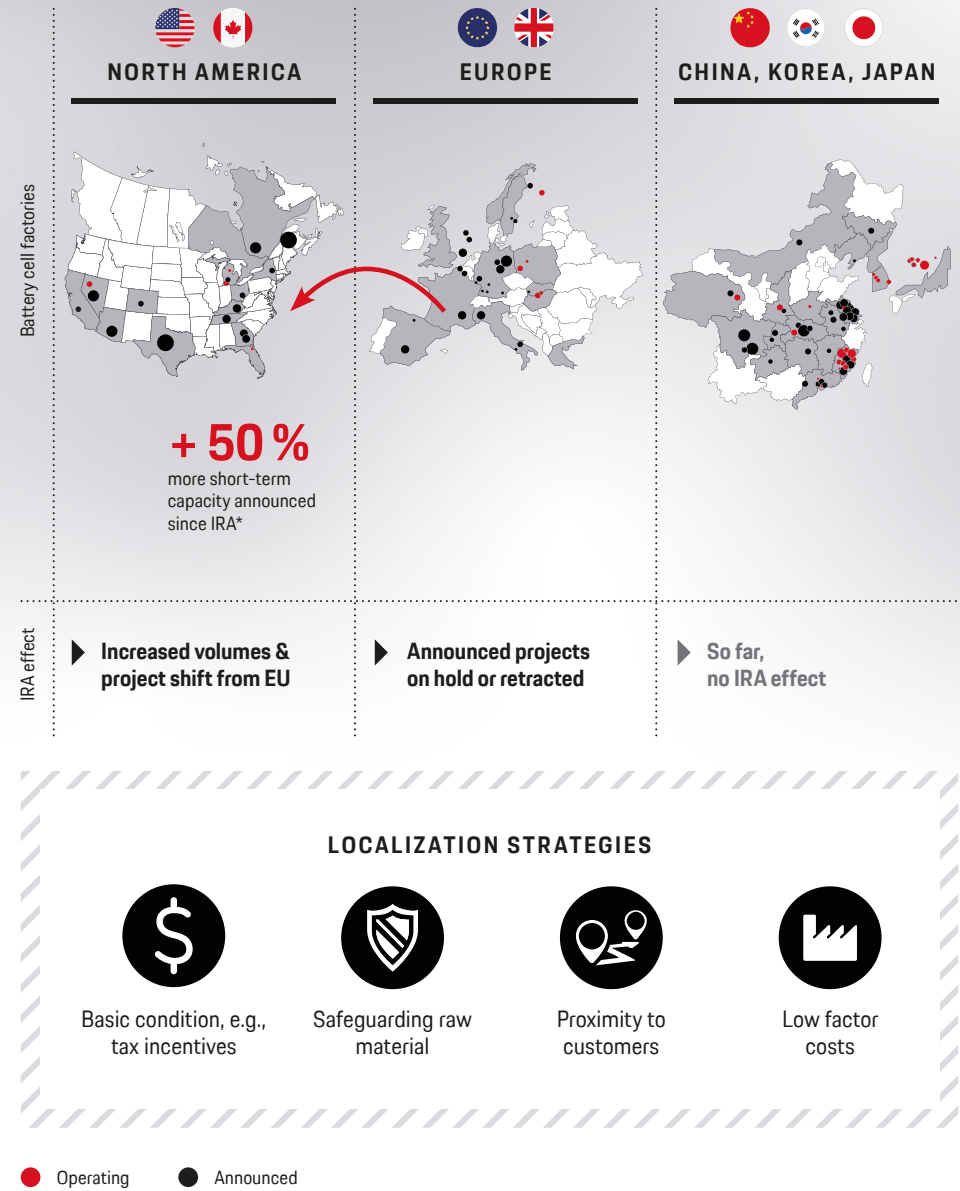 NORTH AMERICA
EUROPE
CHINA, KOREA, JAPAN
Battery cell factories
+ 50 %
more short-term
capacity announced
since IRA*
IRA effect
Increased volumes &
project shift from EU
Announced projects
on hold or retracted
So far,
no IRA effect
LOCALIZATION STRATEGIES
Basic condition, e.g.,
tax incentives
Safeguarding raw
material
Proximity to
customers
Low factor
costs
Operating
Announced